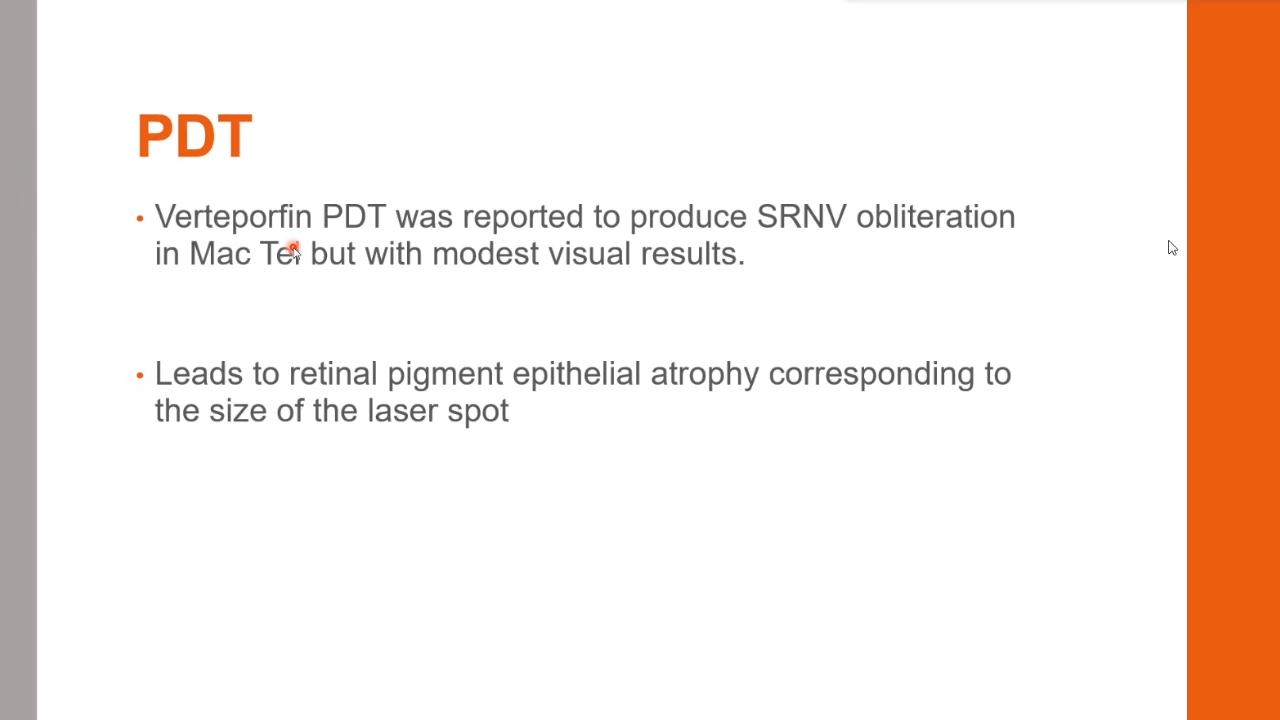 PDT
• Verteporfin PDT was reported to produce SRNV obliteration
in Mac Tel but with modest visual results.
• Leads to retinal pigment epithelial atrophy corresponding to
the size of the laser spot